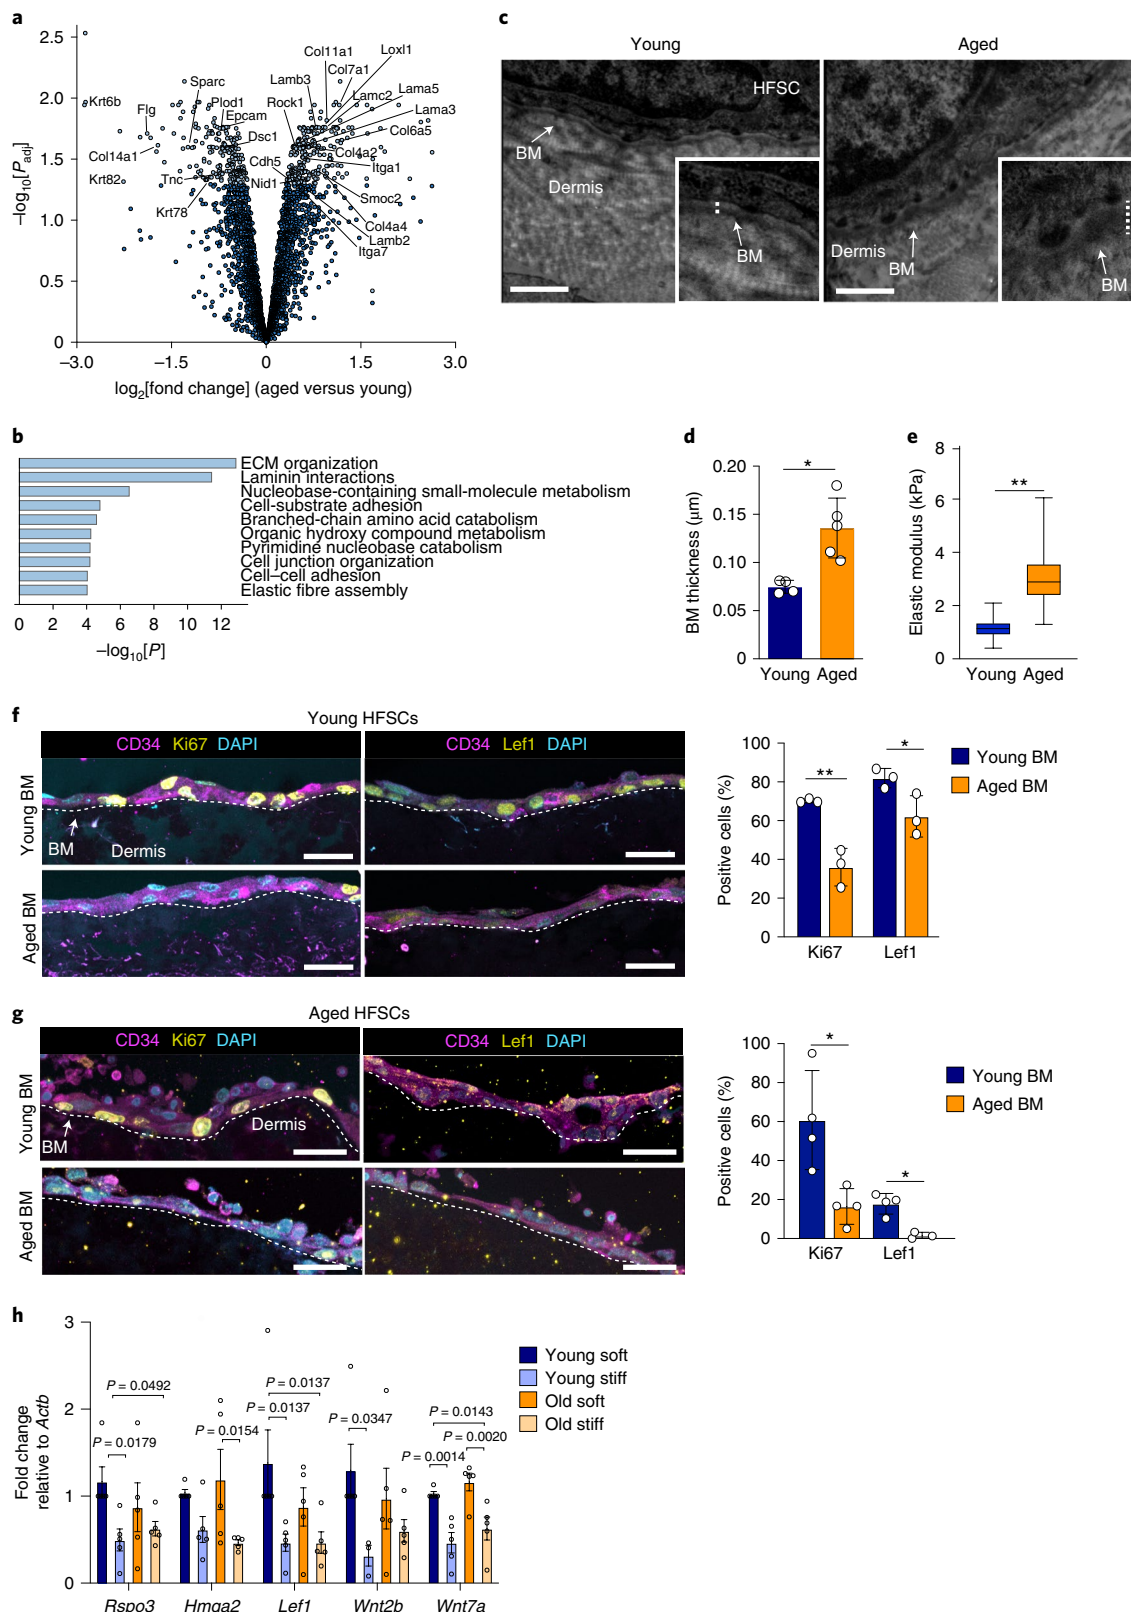 a
2.5
2.0
1.5
1.0
0.5
0
–log10[Padj]
–3.0
–1.5
0
1.5
3.0
log2[fond change] (aged versus young)
Col11a1
Loxl1
Sparc
Lamb3
Col7a1
Krt6b
Flg
Plod1
Rock1
Lamc2
Lama5
Epcam
Lama3
Dsc1
Col6a5
Col14a1
Col4a2
Cdh5
Itga1
Krt82
Tnc
Nid1
Smoc2
Krt78
Col4a4
Lamb2
Itga7
c
Young
Aged
HFSC
BM
Dermis
BM
Dermis
BM
BM
b
ECM organization
Laminin interactions
Nucleobase-containing small-molecule metabolism
Cell-substrate adhesion
Branched-chain amino acid catabolism
Organic hydroxy compound metabolism
Pyrimidine nucleobase catabolism
Cell junction organization
Cell–cell adhesion
Elastic fibre assembly
0 2 4 6 8 10 12
–log10[P]
d
BM thickness (μm)
0.20
0.15
0.10
0.05
0
*
Young Aged
e
Elastic modulus (kPa)
8
6
4
2
0
**
Young Aged
f
Young HFSCs
CD34 Ki67 DAPI
CD34 Lef1 DAPI
Young BM
BM
Dermis
Aged BM
Positive cells (%)
100
80
60
40
20
0
**
*
Ki67
Lef1
Young BM
Aged BM
g
Aged HFSCs
CD34 Ki67 DAPI
CD34 Lef1 DAPI
Young BM
BM
Dermis
Aged BM
Positive cells (%)
100
80
60
40
20
0
*
*
Ki67
Lef1
Young BM
Aged BM
h
Fold change
relative to Actb
3
2
1
0
P = 0.0492
P = 0.0179
P = 0.0154
P = 0.0137
P = 0.0137
P = 0.0347
P = 0.0143
P = 0.0020
P = 0.0014
Rspo3
Hmga2
Lef1
Wnt2b
Wnt7a
Young soft
Young stiff
Old soft
Old stiff